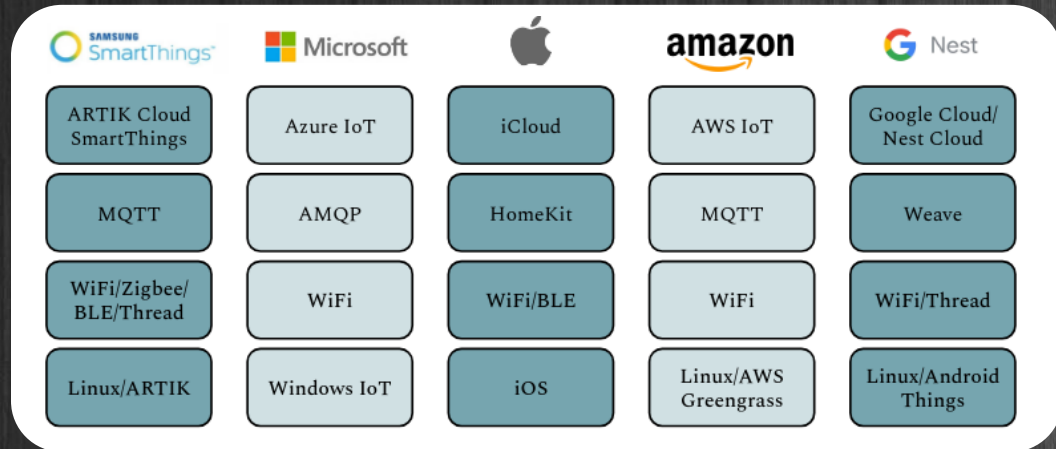 SAMSUNG
SmartThings
Microsoft
amazon
G Nest
ARTIK Cloud
SmartThings
Azure IoT
iCloud
AWS IoT
Google Cloud/
Nest Cloud
MQTT
AMQP
HomeKit
MQTT
Weave
WiFi/Zigbee/
BLE/Thread
WiFi
WiFi/BLE
WiFi
WiFi/Thread
Linux/ARTIK
Windows IoT
iOS
Linux/AWS
Greengrass
Linux/Android
Things